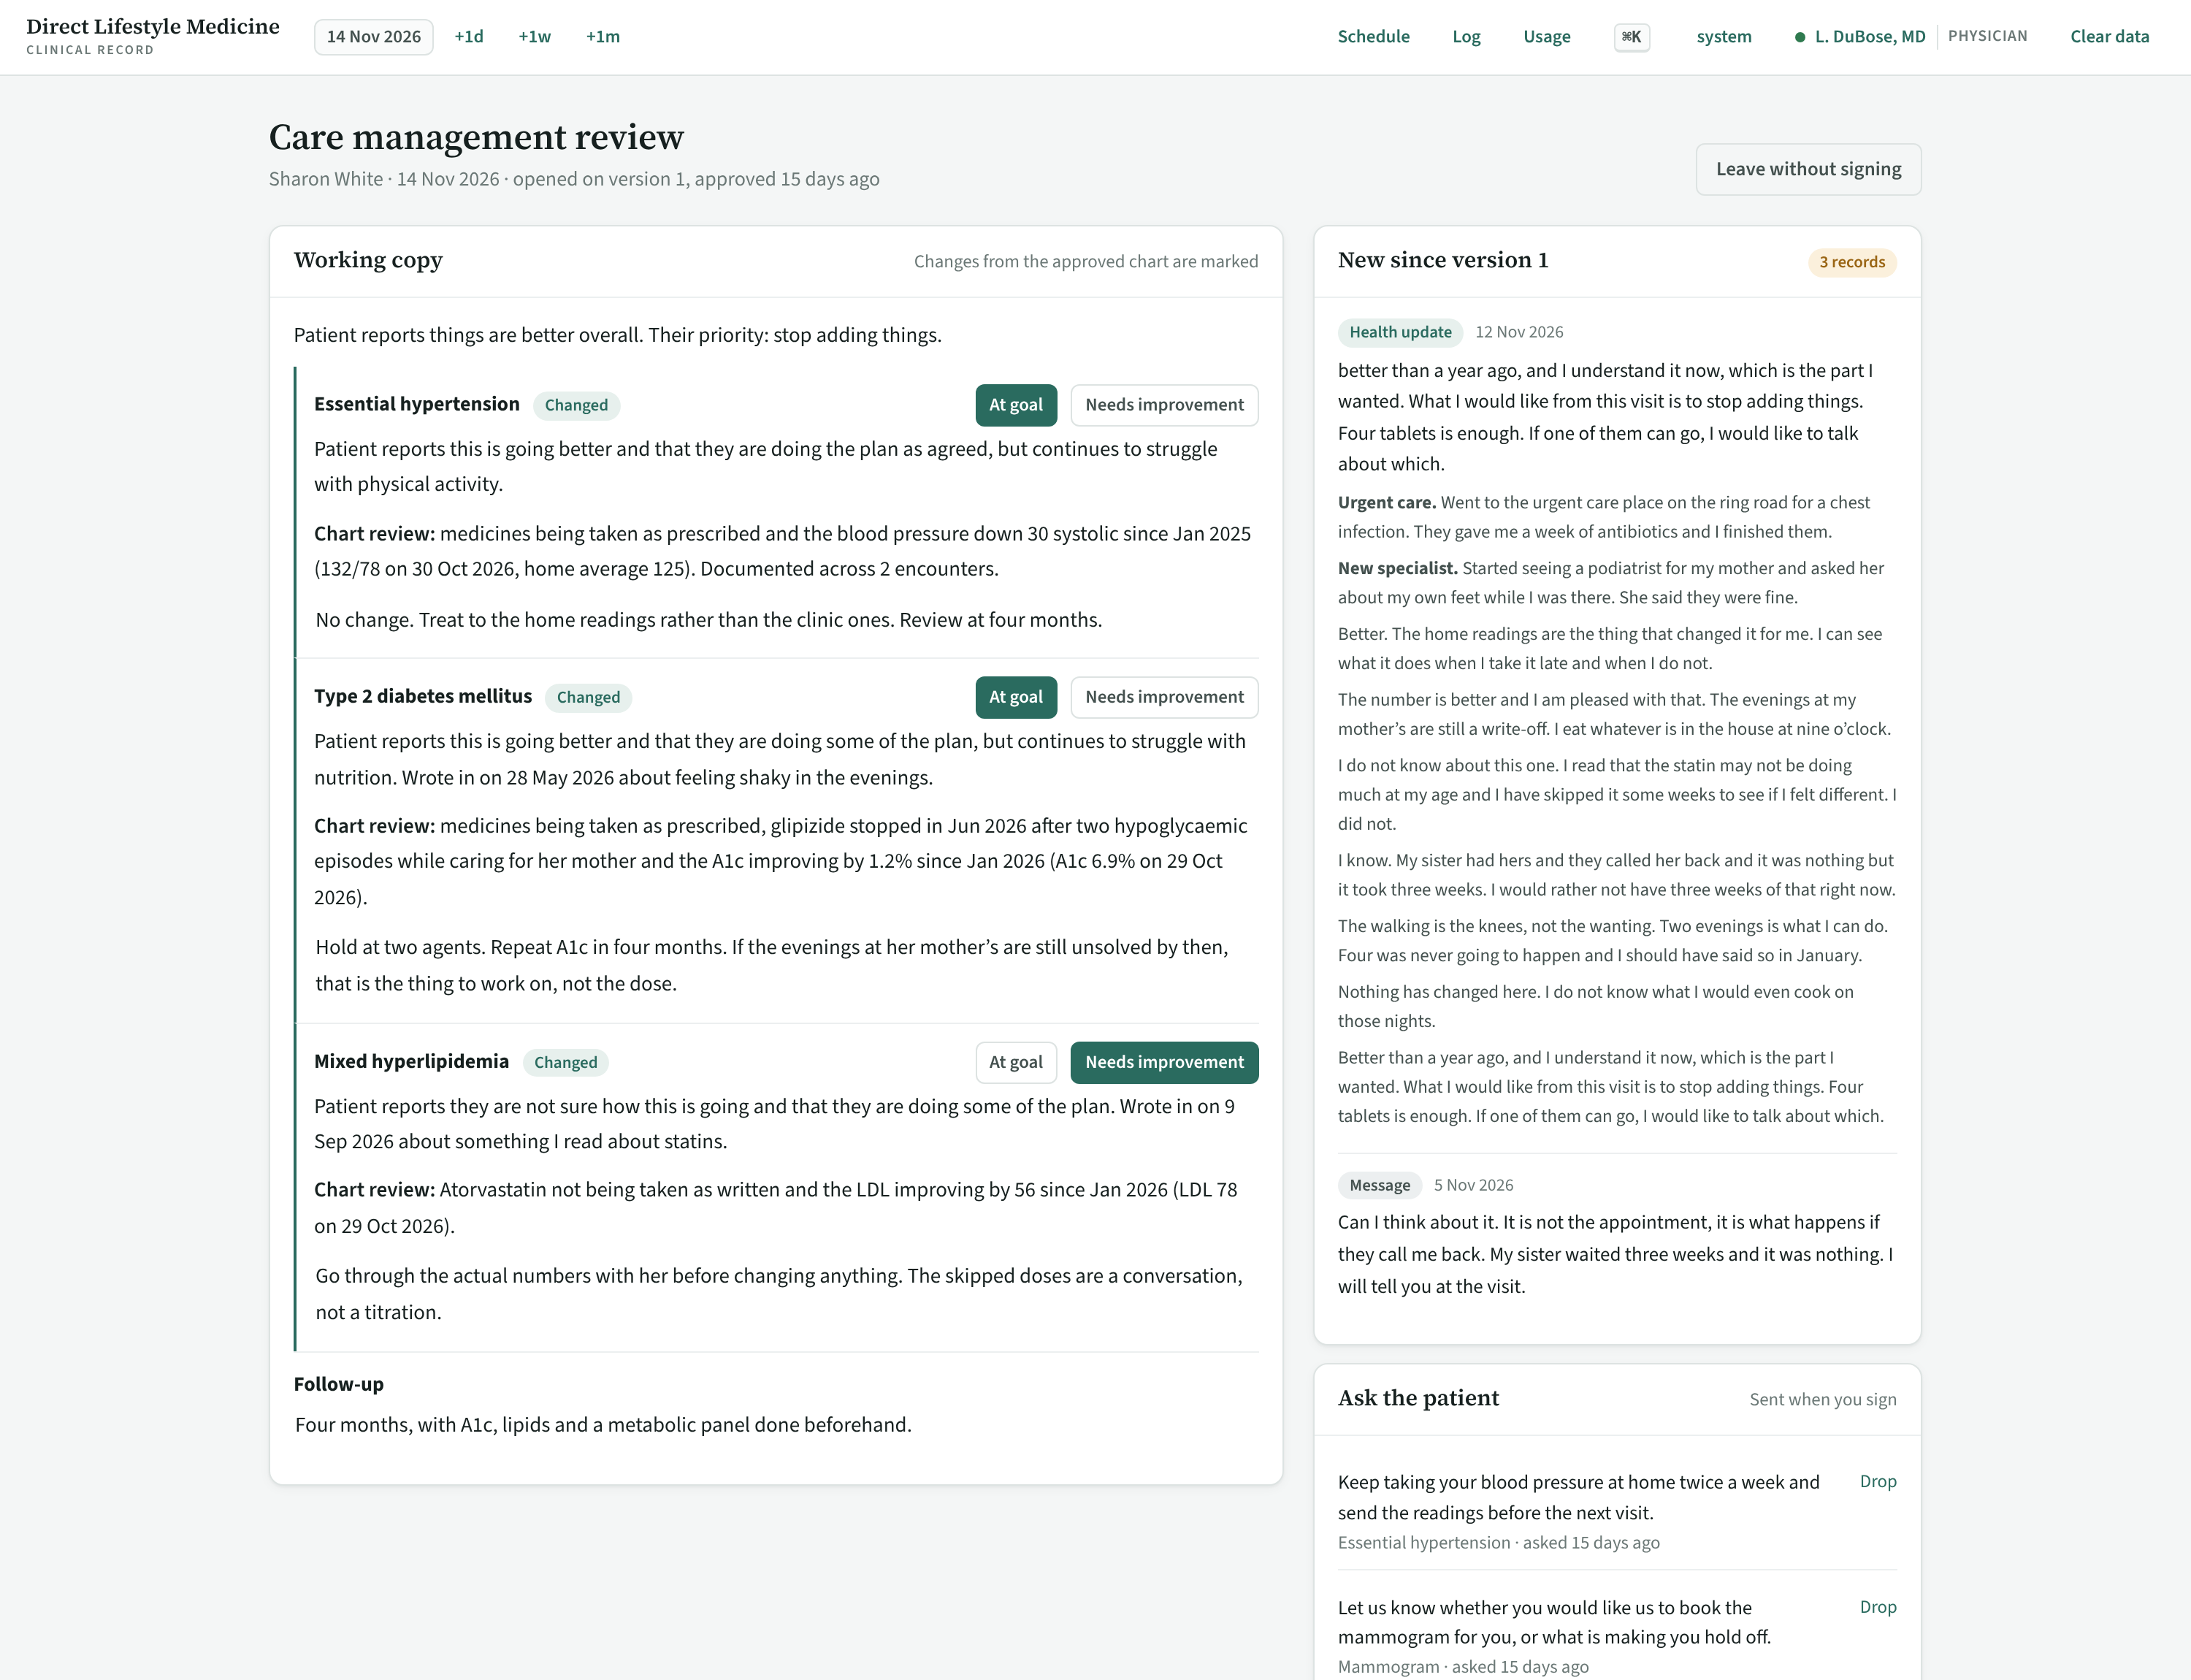 Direct Lifestyle Medicine
CLINICAL RECORD
14 Nov 2026
+1d
+1w
+1m
Schedule
Log
Usage
⌘K
system
L. DuBose, MD
PHYSICIAN
Clear data
Care management review
Sharon White · 14 Nov 2026 · opened on version 1, approved 15 days ago
Leave without signing
Working copy
Changes from the approved chart are marked
Patient reports things are better overall. Their priority: stop adding things.
Essential hypertension
Changed
At goal
Needs improvement
Patient reports this is going better and that they are doing the plan as agreed, but continues to struggle
with physical activity.
Chart review: medicines being taken as prescribed and the blood pressure down 30 systolic since Jan 2025
(132/78 on 30 Oct 2026, home average 125). Documented across 2 encounters.
No change. Treat to the home readings rather than the clinic ones. Review at four months.
Type 2 diabetes mellitus
Changed
At goal
Needs improvement
Patient reports this is going better and that they are doing some of the plan, but continues to struggle with
nutrition. Wrote in on 28 May 2026 about feeling shaky in the evenings.
Chart review: medicines being taken as prescribed, glipizide stopped in Jun 2026 after two hypoglycaemic
episodes while caring for her mother and the A1c improving by 1.2% since Jan 2026 (A1c 6.9% on 29 Oct
2026).
Hold at two agents. Repeat A1c in four months. If the evenings at her mother’s are still unsolved by then,
that is the thing to work on, not the dose.
Mixed hyperlipidemia
Changed
At goal
Needs improvement
Patient reports they are not sure how this is going and that they are doing some of the plan. Wrote in on 9
Sep 2026 about something I read about statins.
Chart review: Atorvastatin not being taken as written and the LDL improving by 56 since Jan 2026 (LDL 78
on 29 Oct 2026).
Go through the actual numbers with her before changing anything. The skipped doses are a conversation,
not a titration.
Follow-up
Four months, with A1c, lipids and a metabolic panel done beforehand.
New since version 1
3 records
Health update
12 Nov 2026
better than a year ago, and I understand it now, which is the part I
wanted. What I would like from this visit is to stop adding things.
Four tablets is enough. If one of them can go, I would like to talk
about which.
Urgent care. Went to the urgent care place on the ring road for a chest
infection. They gave me a week of antibiotics and I finished them.
New specialist. Started seeing a podiatrist for my mother and asked her
about my own feet while I was there. She said they were fine.
Better. The home readings are the thing that changed it for me. I can see
what it does when I take it late and when I do not.
The number is better and I am pleased with that. The evenings at my
mother’s are still a write-off. I eat whatever is in the house at nine o’clock.
I do not know about this one. I read that the statin may not be doing
much at my age and I have skipped it some weeks to see if I felt different. I
did not.
I know. My sister had hers and they called her back and it was nothing but
it took three weeks. I would rather not have three weeks of that right now.
The walking is the knees, not the wanting. Two evenings is what I can do.
Four was never going to happen and I should have said so in January.
Nothing has changed here. I do not know what I would even cook on
those nights.
Better than a year ago, and I understand it now, which is the part I
wanted. What I would like from this visit is to stop adding things. Four
tablets is enough. If one of them can go, I would like to talk about which.
Message
5 Nov 2026
Can I think about it. It is not the appointment, it is what happens if
they call me back. My sister waited three weeks and it was nothing. I
will tell you at the visit.
Ask the patient
Sent when you sign
Keep taking your blood pressure at home twice a week and
send the readings before the next visit.
Drop
Essential hypertension · asked 15 days ago
Let us know whether you would like us to book the
mammogram for you, or what is making you hold off.
Drop
Mammogram · asked 15 days ago